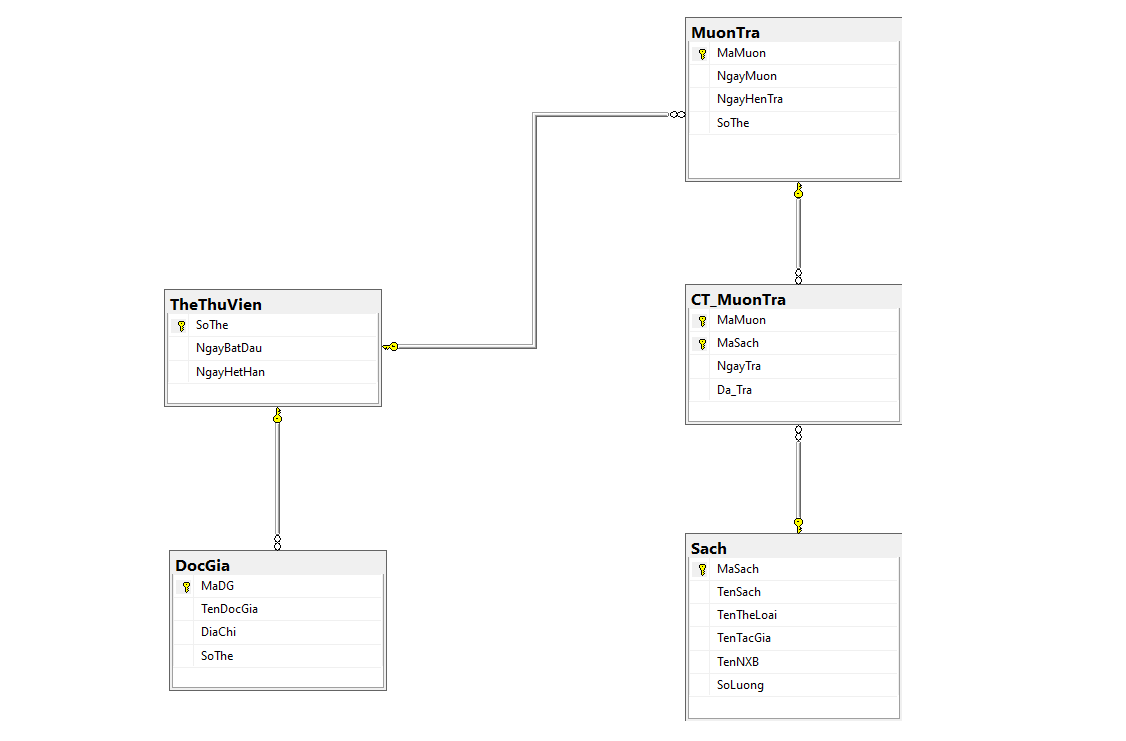 MuonTra
MaMuon
NgayMuon
NgayHenTra
SoThe
TheThuVien
SoThe
NgayBatDau
NgayHetHan
CT_MuonTra
MaMuon
MaSach
NgayTra
Da_Tra
DocGia
MaDG
TenDocGia
DiaChi
SoThe
Sach
MaSach
TenSach
TenTheLoai
TenTacGia
TenNXB
SoLuong